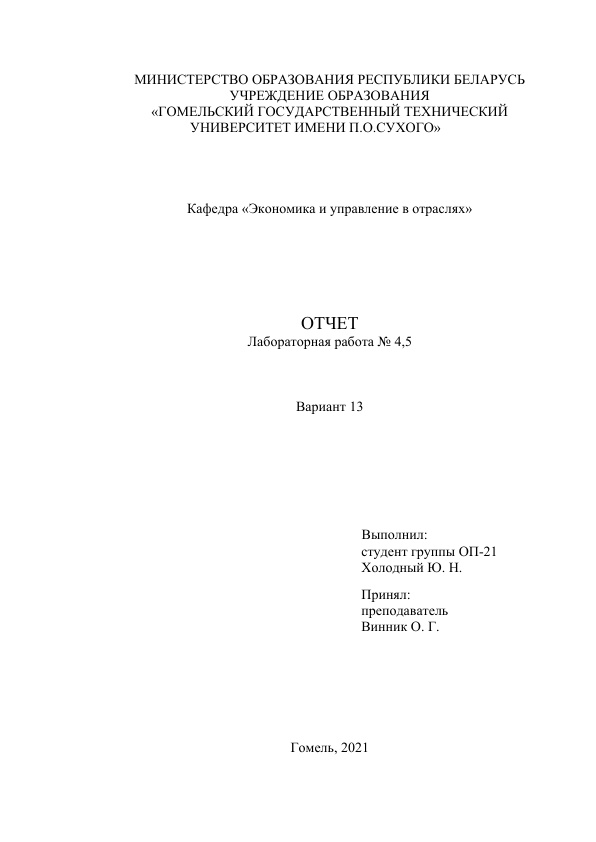 МИНИСТЕРСТВО ОБРАЗОВАНИЯ РЕСПУБЛИКИ БЕЛАРУСЬ
УЧРЕЖДЕНИЕ ОБРАЗОВАНИЯ
«ГОМЕЛЬСКИЙ ГОСУДАРСТВЕННЫЙ ТЕХНИЧЕСКИЙ
УНИВЕРСИТЕТ ИМЕНИ П.О.СУХОГО»
Кафедра «Экономика и управление в отраслях»
ОТЧЕТ
Лабораторная работа № 4,5
Вариант 13
Выполнил:
студент группы ОП-21
Холодный Ю. Н.
Принял:
преподаватель
Винник О. Г.
Гомель, 2021